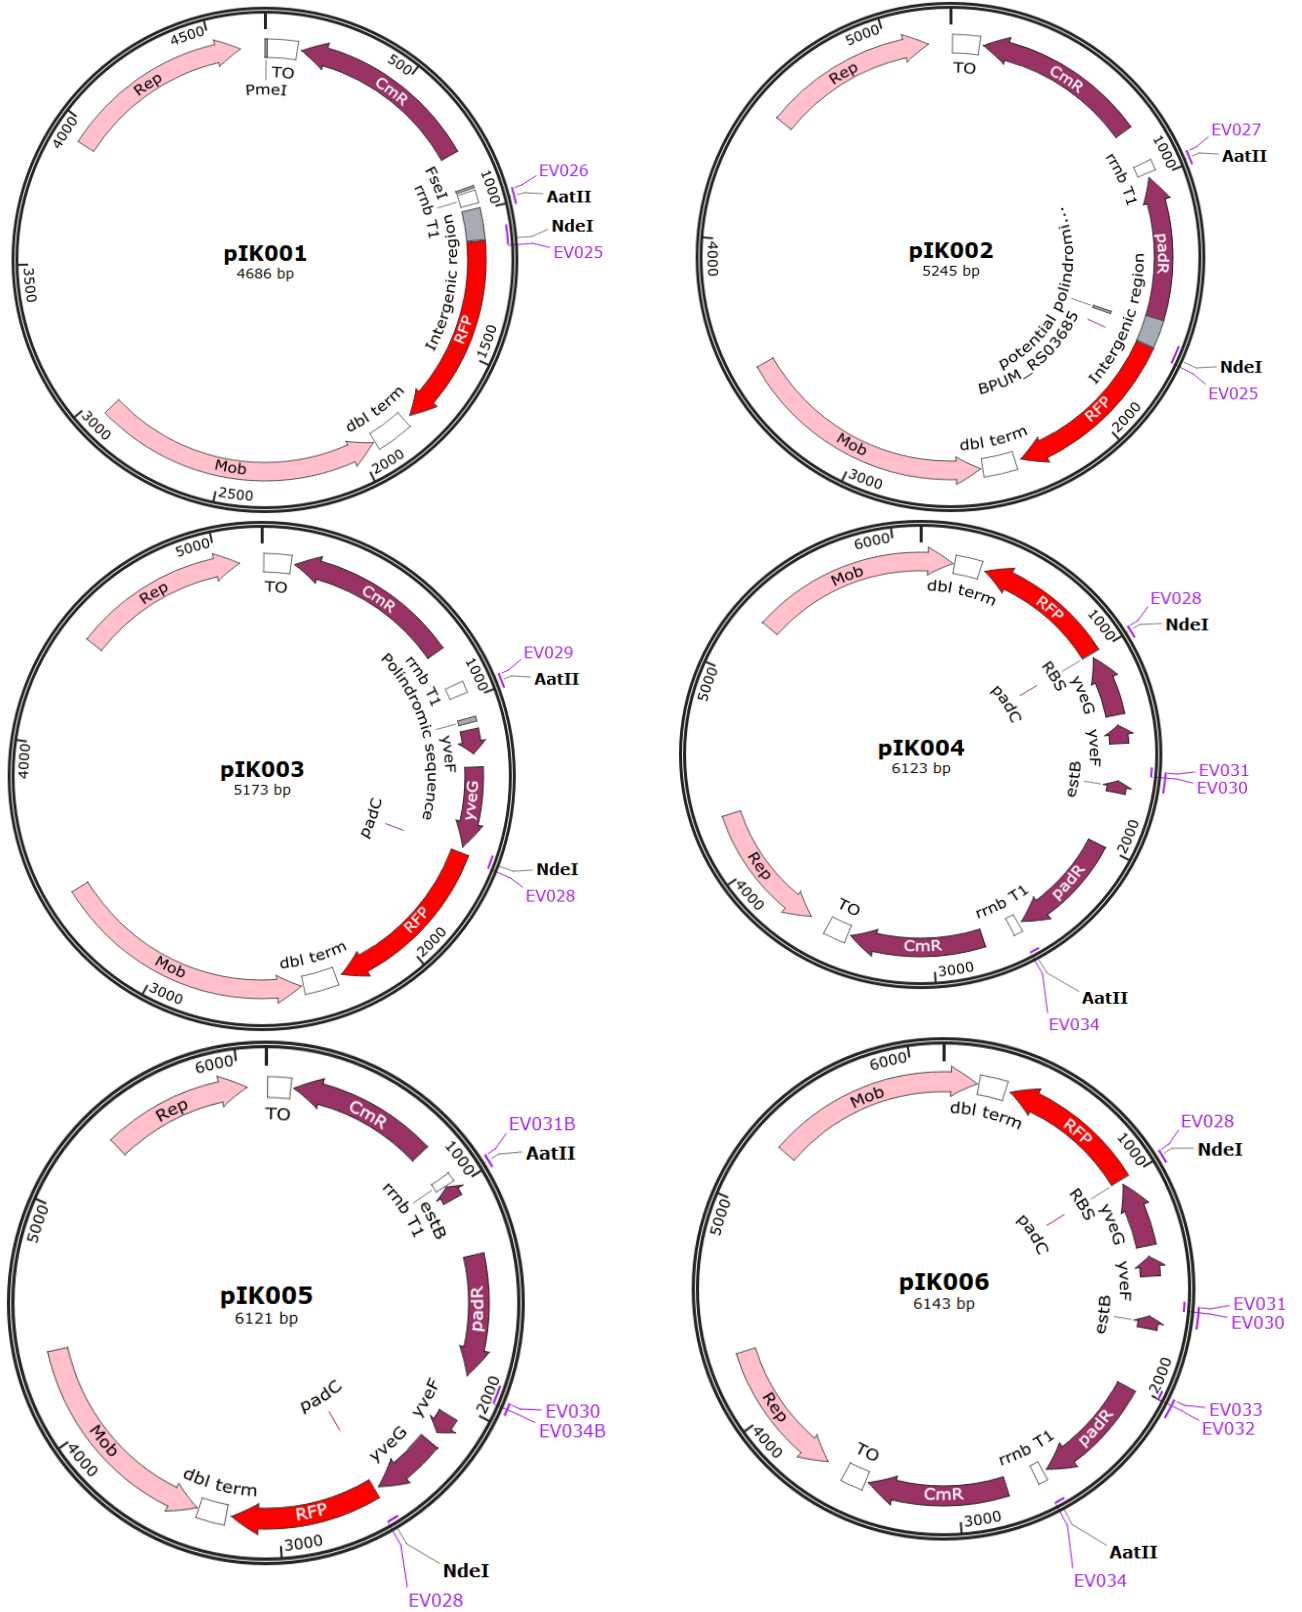 4500
Rep
TO
PmeI
500
CmR
4000
FseI
rrnb T1
1000
EV026
AatII
NdeI
EV025
pIK001
4686 bp
Intergenic region
RFP
1500
3500
dbl term
3000
Mob
2500
2000
5000
Rep
TO
CmR
1000
EV027
AatII
rrnb T1
padR
pIK002
5245 bp
4000
potential polindromi...
BPUM_RS03685
Intergenic region
NdeI
EV025
RFP
2000
dbl term
Mob
3000
5000
Rep
TO
CmR
rrnb T1
Polindromic sequence
1000
EV029
AatII
yveF
yveG
pIK003
5173 bp
4000
padC
NdeI
EV028
RFP
2000
dbl term
Mob
3000
6000
Mob
dbl term
RFP
1000
EV028
NdeI
RBS
padC
yveG
yveF
estB
5000
pIK004
6123 bp
EV031
EV030
2000
padR
rrnb T1
Rep
4000
TO
CmR
3000
AatII
EV034
6000
Rep
TO
CmR
1000
EV031B
AatII
rrnb T1
estB
5000
padR
pIK005
6121 bp
padC
yveF
2000
EV030
EV034B
yveG
Mob
4000
dbl term
RFP
3000
NdeI
EV028
6000
Mob
dbl term
RFP
1000
EV028
NdeI
RBS
padC
yveG
yveF
estB
5000
pIK006
6143 bp
EV031
EV030
2000
EV033
EV032
padR
rrnb T1
Rep
4000
TO
CmR
3000
AatII
EV034